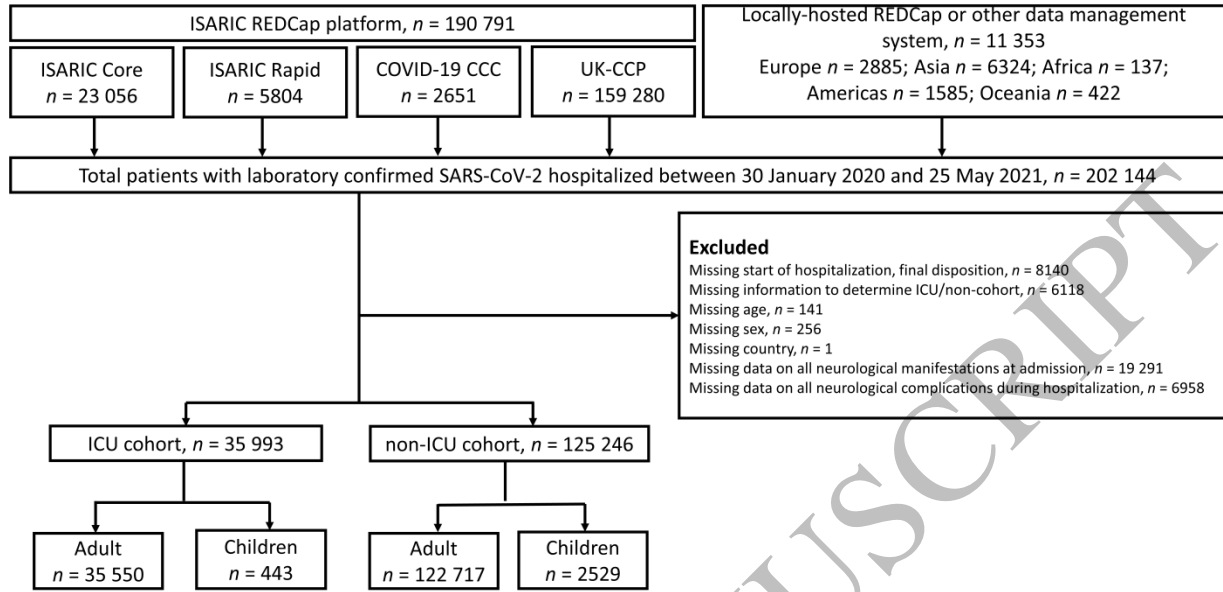 ISARIC REDCap platform, n = 190 791
Locally-hosted REDCap or other data management
system, n = 11 353
Europe n = 2885; Asia n = 6324; Africa n = 137;
Americas n = 1585; Oceania n = 422
ISARIC Core
n = 23 056
ISARIC Rapid
n = 5804
COVID-19 CCC
n = 2651
UK-CCP
n = 159 280
Total patients with laboratory confirmed SARS-CoV-2 hospitalized between 30 January 2020 and 25 May 2021, n = 202 144
Excluded
Missing start of hospitalization, final disposition, n = 8140
Missing information to determine ICU/non-cohort, n = 6118
Missing age, n = 141
Missing sex, n = 256
Missing country, n = 1
Missing data on all neurological manifestations at admission, n = 19 291
Missing data on all neurological complications during hospitalization, n = 6958
ICU cohort, n = 35 993
non-ICU cohort, n = 125 246
Adult
n = 35 550
Children
n = 443
Adult
n = 122 717
Children
n = 2529
USCRIPT